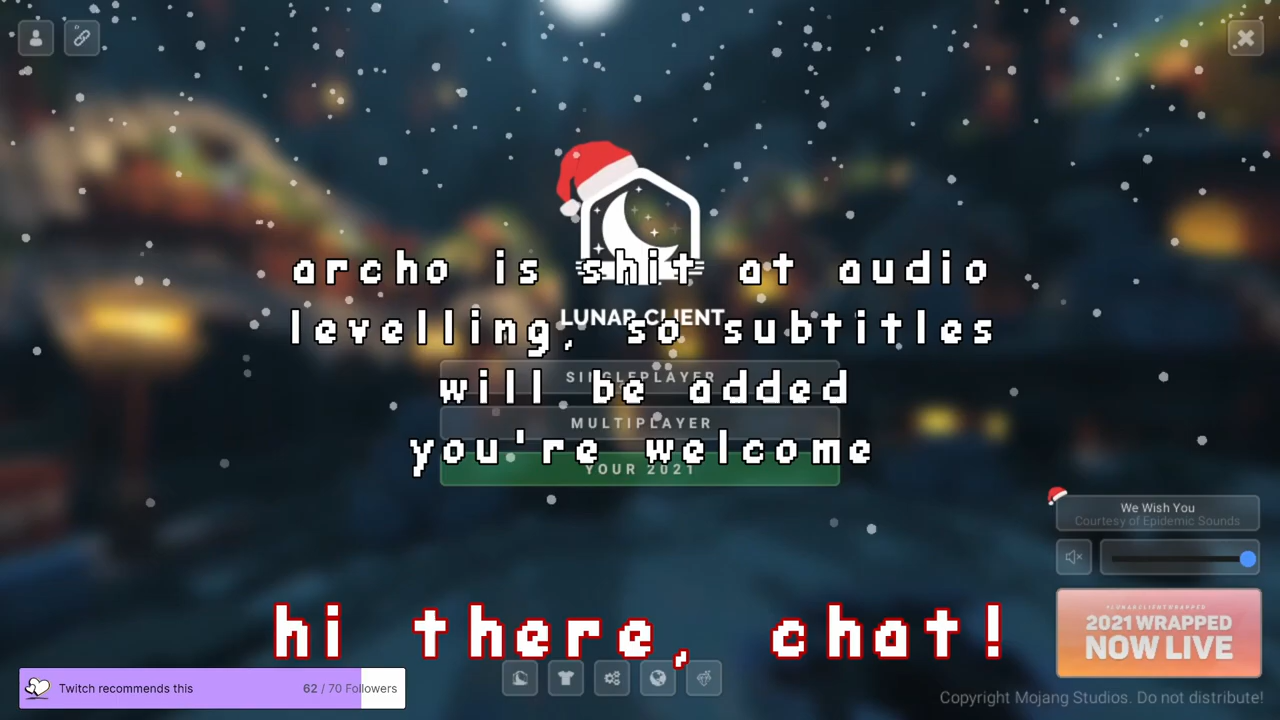 archo is shit at audio
levelling, so subtitles
will be added
you're welcome
LUNAR CLIENT
SINGLEPLAYER
MULTIPLAYER
YOUR 2021
We Wish You
Courtesy of Epidemic Sounds
#LUNARCLIENTWRAPPED
2021 WRAPPED
NOW LIVE
hi there, chat!
Twitch recommends this 62 / 70 Followers
Copyright Mojang Studios. Do not distribute!